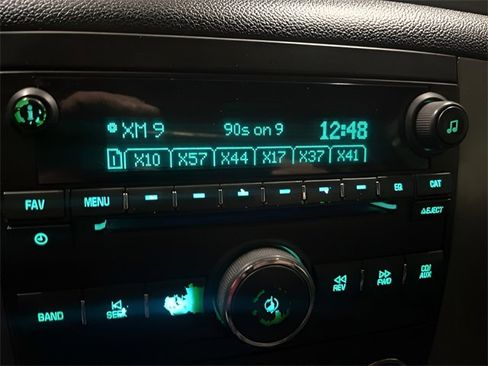 XM 9 90s on 9 12:48
1 X10 X57 X44 X17 X37 X41
FAV MENU EQ CAT
EJECT
BAND SEEK REV FWD CD/AUX